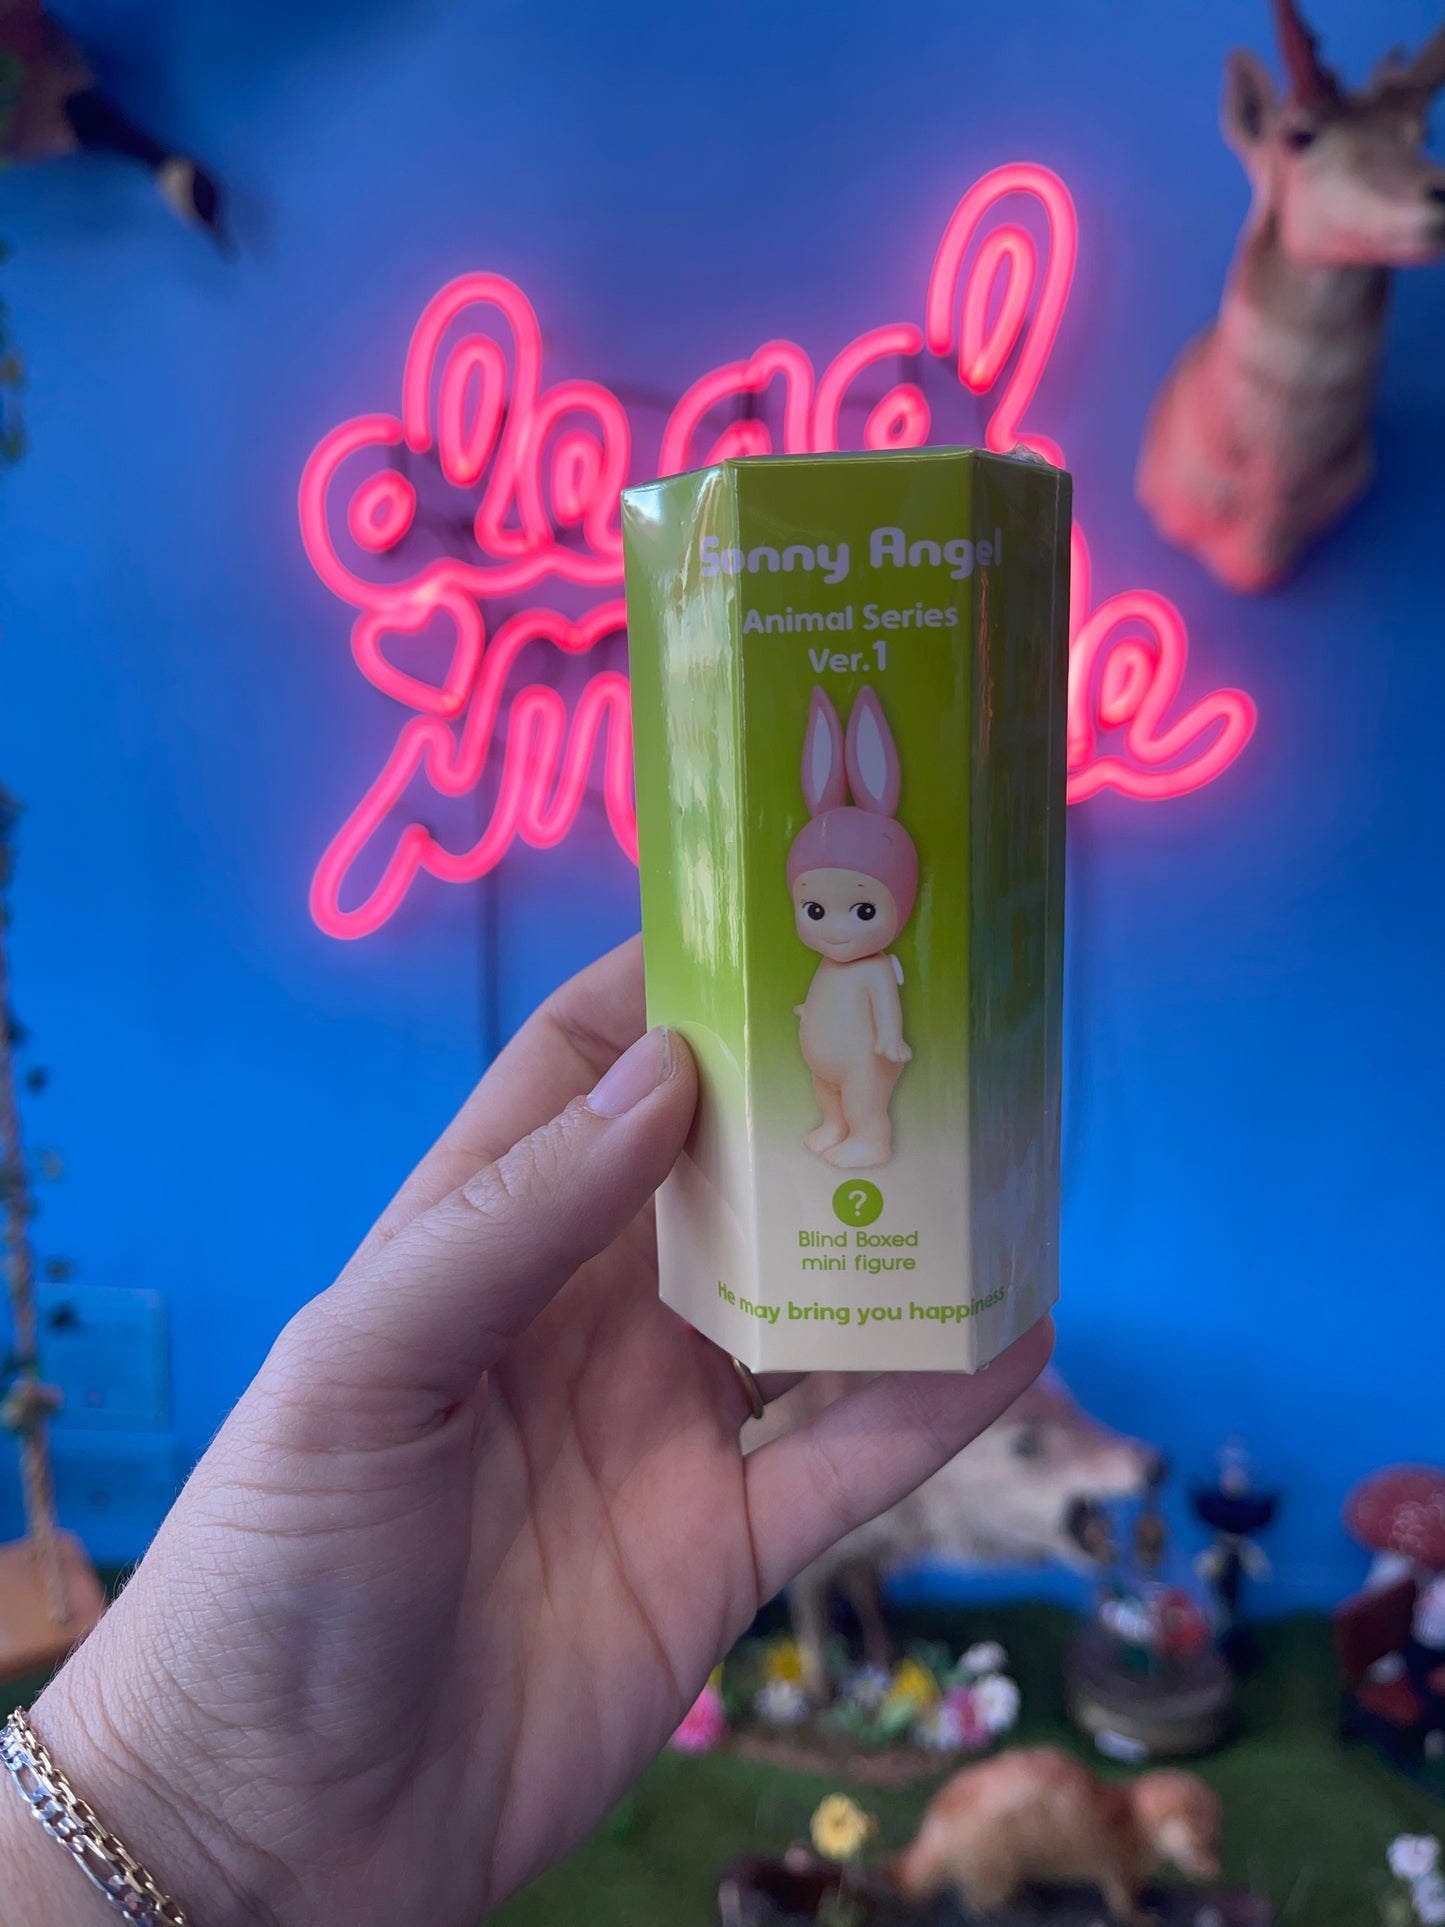 Sonny Angel
Animal Series
Ver.1
?
Blind Boxed
mini figure
He may bring you happiness